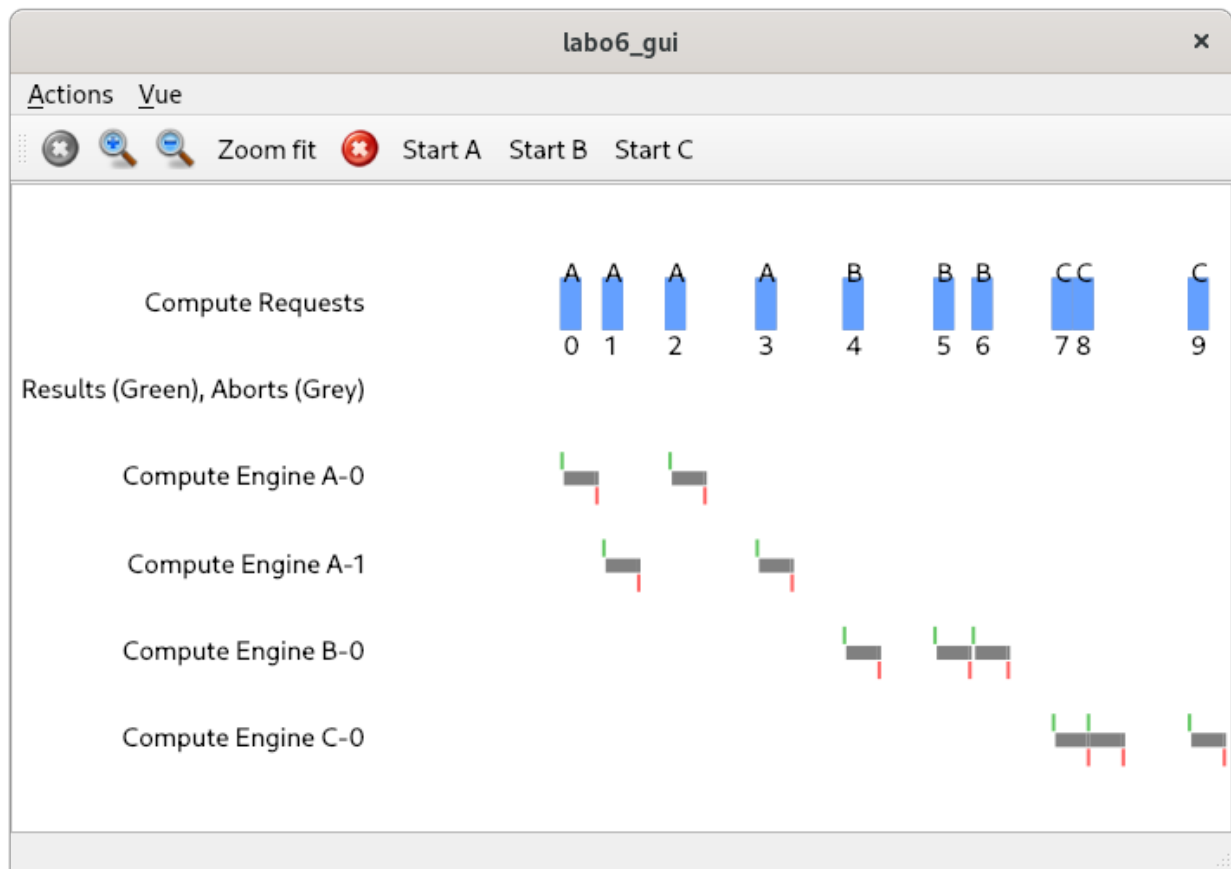 labo6_gui
Actions Vue
Zoom fit Start A Start B Start C
A A A A B B B C C C
Compute Requests
0 1 2 3 4 5 6 7 8 9
Results (Green), Aborts (Grey)
Compute Engine A-0
Compute Engine A-1
Compute Engine B-0
Compute Engine C-0